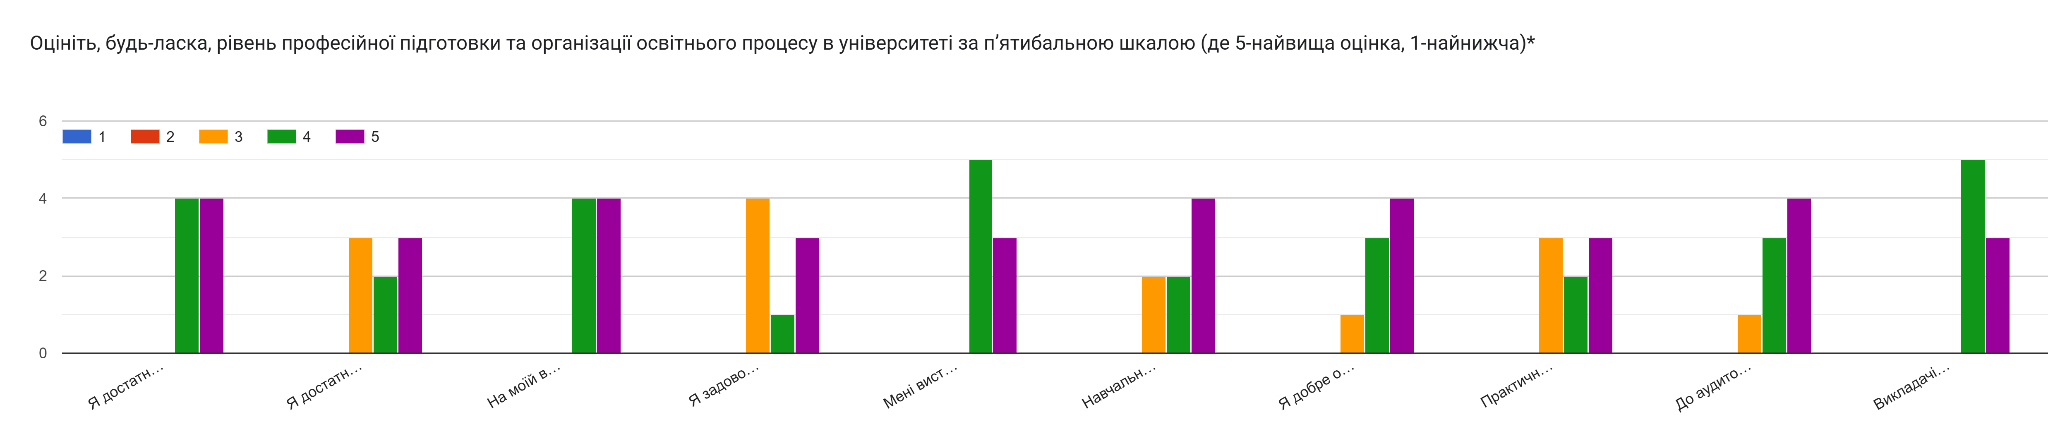 Оцініть, будь-ласка, рівень професійної підготовки та організації освітнього процесу в університеті за п’ятибальною шкалою (де 5-найвища оцінка, 1-найнижча)*
6
1 2 3 4 5
4
2
0
Я достатн… Я достатн… На моїй в… Я задово… Мені вист… Навчальн… Я добре о… Практичн… До аудито… Викладачі…